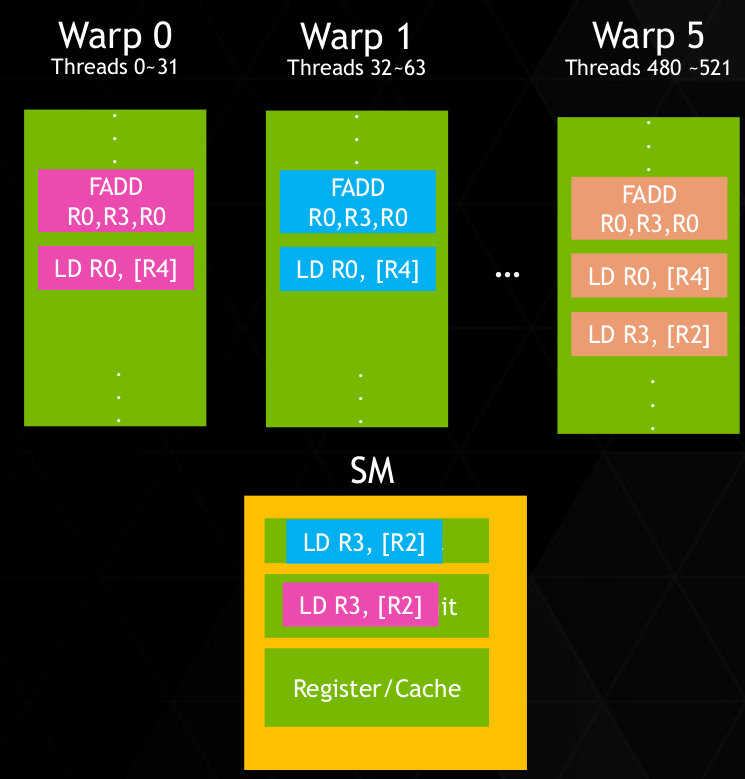 Warp 0
Threads 0~31
FADD
R0,R3,R0
LD R0, [R4]
Warp 1
Threads 32~63
FADD
R0,R3,R0
LD R0, [R4]
...
Warp 5
Threads 480 ~521
FADD
R0,R3,R0
LD R0, [R4]
LD R3, [R2]
SM
LD R3, [R2]
LD R3, [R2]
Register/Cache